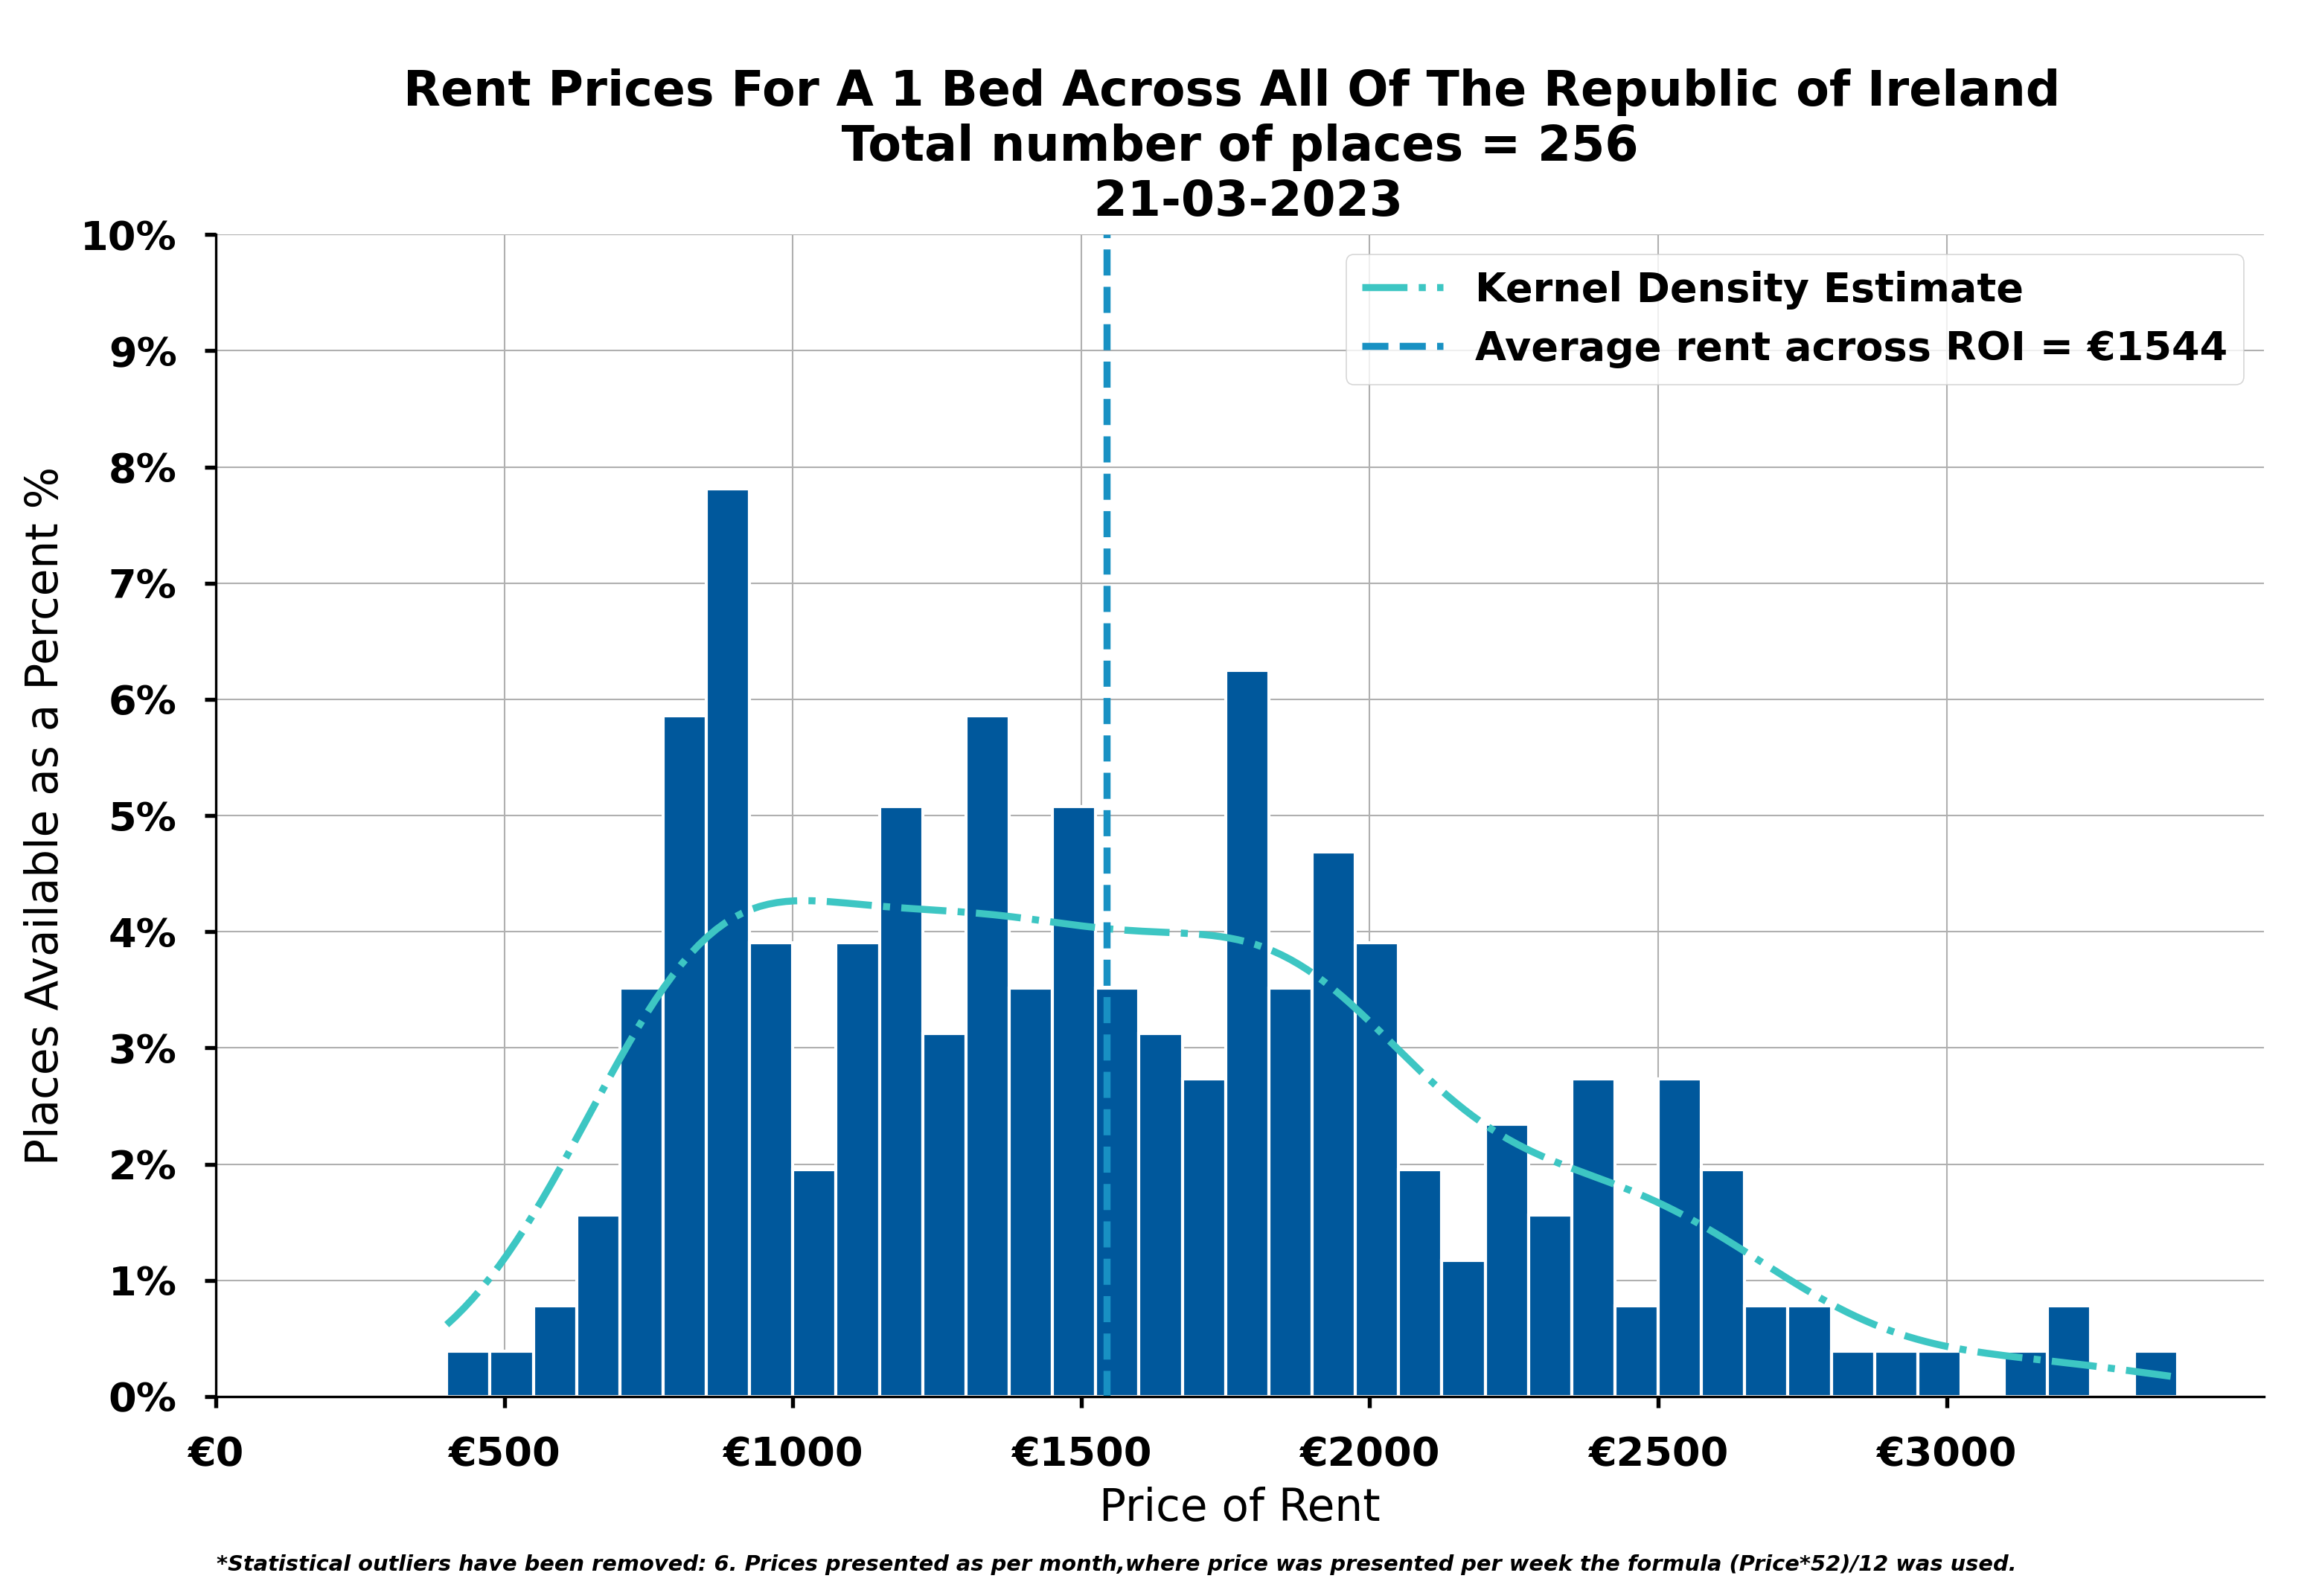 Rent Prices For A 1 Bed Across All Of The Republic of Ireland
Total number of places = 256
21-03-2023
10%
9%
8%
7%
6%
5%
4%
3%
2%
1%
0%
Places Available as a Percent %
Kernel Density Estimate
Average rent across ROI = €1544
€0
€500
€1000
€1500
€2000
€2500
€3000
Price of Rent
*Statistical outliers have been removed: 6. Prices presented as per month,where price was presented per week the formula (Price*52)/12 was used.